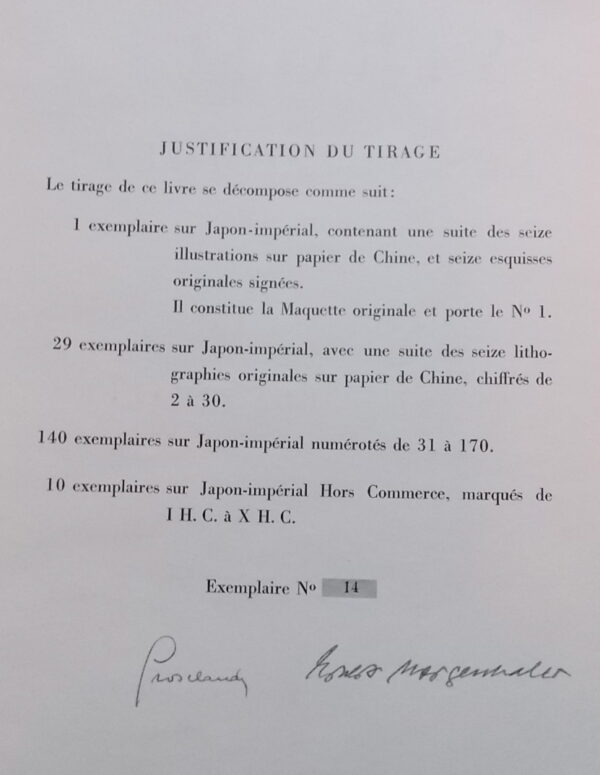 JUSTIFICATION DU TIRAGE
Le tirage de ce livre se décompose comme suit:
1 exemplaire sur Japon-impérial, contenant une suite des seize
illustrations sur papier de Chine, et seize esquisses
originales signées.
Il constitue la Maquette originale et porte le Nº 1.
29 exemplaires sur Japon-impérial, avec une suite des seize litho-
graphies originales sur papier de Chine, chiffrés de
2 à 30.
140 exemplaires sur Japon-impérial numérotés de 31 à 170.
10 exemplaires sur Japon-impérial Hors Commerce, marqués de
I H. C. à X H. C.
Exemplaire Nº 14
Ernst Morgenthaler